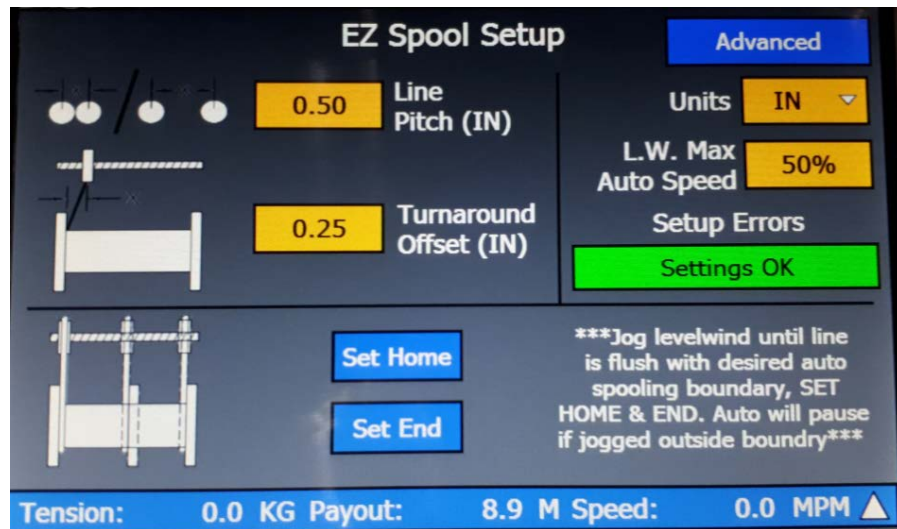 EZ Spool Setup
Advanced
0.50
Line
Pitch (IN)
x
x
Units
IN
L.W. Max
Auto Speed
50%
x
0.25
Turnaround
Offset (IN)
Setup Errors
Settings OK
Set Home
Set End
***Jog levelwind until line
is flush with desired auto
spooling boundary, SET
HOME & END. Auto will pause
if jogged outside boundry***
Tension: 0.0 KG Payout: 8.9 M Speed: 0.0 MPM